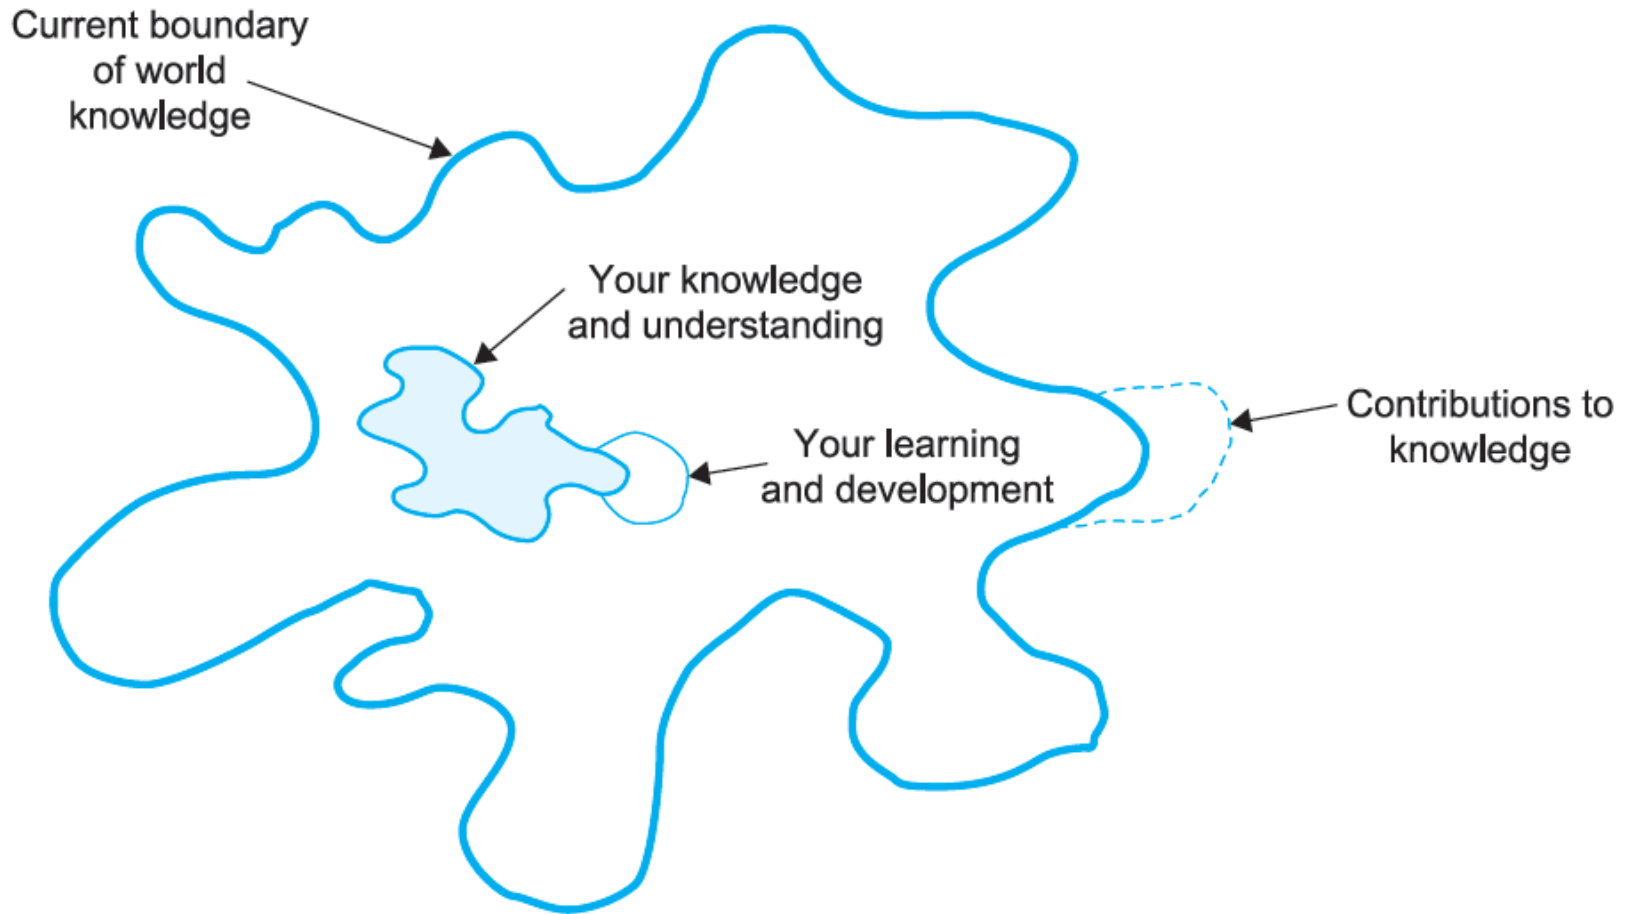 Current boundary
of world
knowledge
Your knowledge
and understanding
Your learning
and development
Contributions to
knowledge